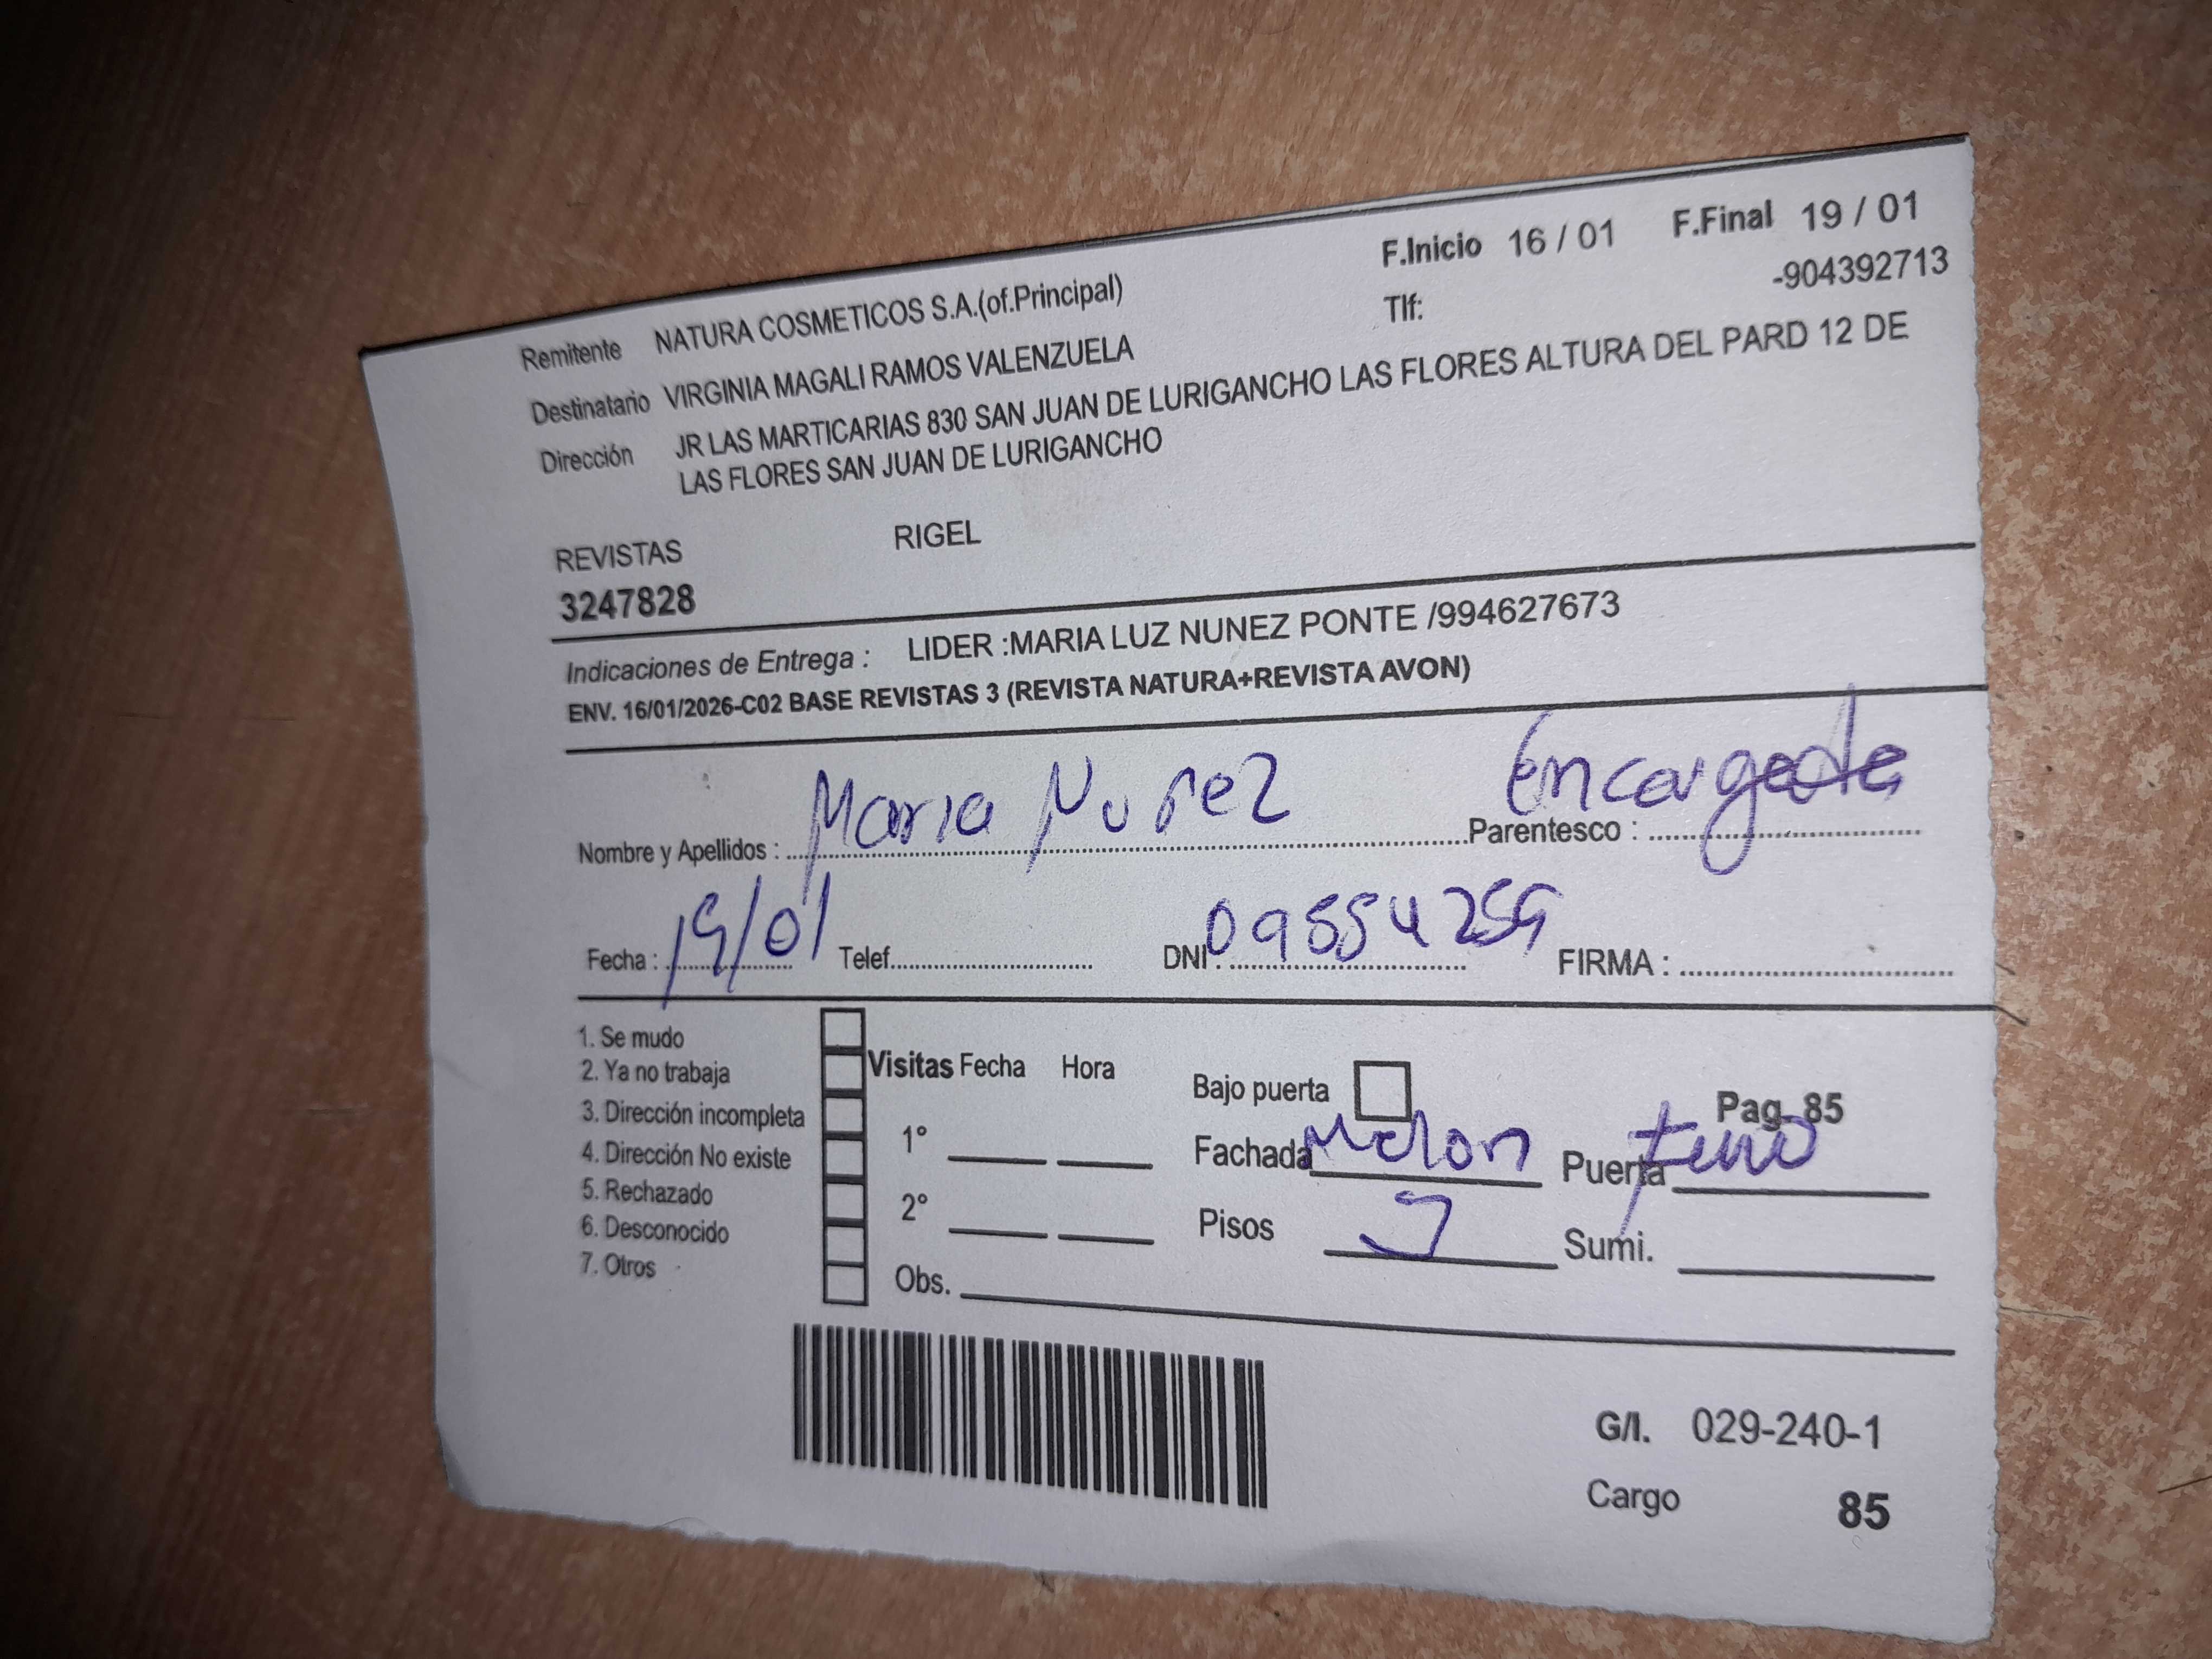 F.Inicio 16 / 01 F.Final 19 / 01
Remitente NATURA COSMETICOS S.A.(of.Principal) Tlf: -904392713
Destinatario VIRGINIA MAGALI RAMOS VALENZUELA
Dirección JR LAS MARTICARIAS 830 SAN JUAN DE LURIGANCHO LAS FLORES ALTURA DEL PARD 12 DE
LAS FLORES SAN JUAN DE LURIGANCHO
REVISTAS RIGEL
3247828
Indicaciones de Entrega : LIDER :MARIA LUZ NUNEZ PONTE /994627673
ENV. 16/01/2026-C02 BASE REVISTAS 3 (REVISTA NATURA+REVISTA AVON)
Nombre y Apellidos : Maria Nuñez Parentesco : Encargada
Fecha : 19/01 Telef. DNI : 09554259 FIRMA :
1. Se mudo
2. Ya no trabaja Visitas Fecha Hora Bajo puerta Pag. 85
3. Dirección incompleta 1° Fachada Melon Puerta
4. Dirección No existe
5. Rechazado 2° Pisos Sumi.
6. Desconocido
7. Otros Obs.
G/I. 029-240-1
Cargo 85